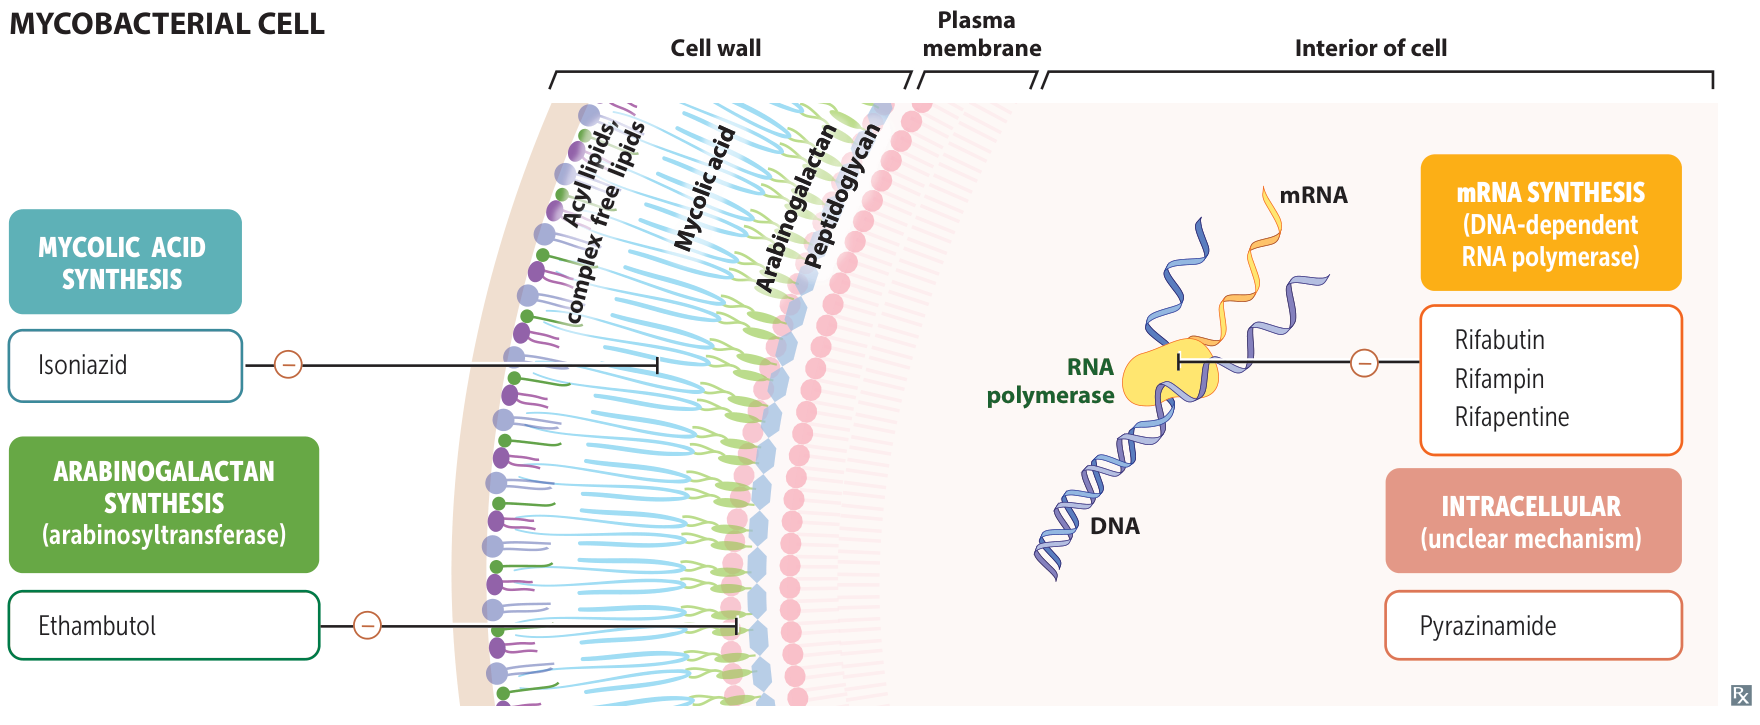 MYCOBACTERIAL CELL
Cell wall
Plasma
membrane
Interior of cell
Acyl lipids,
complex free lipids
Mycolic acid
Arabinogalactan
Peptidoglycan
MYCOLIC ACID
SYNTHESIS
Isoniazid
−
ARABINOGALACTAN
SYNTHESIS
(arabinosyltransferase)
Ethambutol
−
mRNA
RNA
polymerase
DNA
mRNA SYNTHESIS
(DNA-dependent
RNA polymerase)
−
Rifabutin
Rifampin
Rifapentine
INTRACELLULAR
(unclear mechanism)
Pyrazinamide
Rx